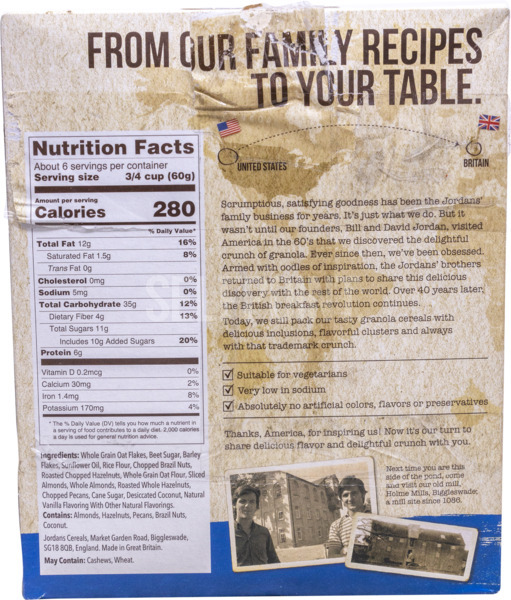 FROM OUR FAMILY RECIPES
TO YOUR TABLE.
UNITED STATES
BRITAIN
Nutrition Facts
About 6 servings per container
Serving size 3/4 cup (60g)
Amount per serving
Calories 280
% Daily Value*
Total Fat 12g 16%
Saturated Fat 1.5g 8%
Trans Fat 0g
Cholesterol 0mg 0%
Sodium 5mg 0%
Total Carbohydrate 35g 12%
Dietary Fiber 4g 13%
Total Sugars 11g
Includes 10g Added Sugars 20%
Protein 6g
Vitamin D 0.2mcg 0%
Calcium 30mg 2%
Iron 1.4mg 8%
Potassium 170mg 4%
* The % Daily Value (DV) tells you how much a nutrient in
a serving of food contributes to a daily diet. 2,000 calories
a day is used for general nutrition advice.
Ingredients: Whole Grain Oat Flakes, Beet Sugar, Barley
Flakes, Sunflower Oil, Rice Flour, Chopped Brazil Nuts,
Roasted Chopped Hazelnuts, Whole Grain Oat Flour, Sliced
Almonds, Whole Almonds, Roasted Whole Hazelnuts,
Chopped Pecans, Cane Sugar, Desiccated Coconut, Natural
Vanilla Flavoring With Other Natural Flavorings.
Contains: Almonds, Hazelnuts, Pecans, Brazil Nuts,
Coconut.
Jordans Cereals, Market Garden Road, Biggleswade,
SG18 8QB, England. Made in Great Britain.
May Contain: Cashews, Wheat.
Scrumptious, satisfying goodness has been the Jordans'
family business for years. It's just what we do. But it
wasn't until our founders, Bill and David Jordan, visited
America in the 60's that we discovered the delightful
crunch of granola. Ever since then, we've been obsessed.
Armed with oodles of inspiration, the Jordans' brothers
returned to Britain with plans to share this delicious
discovery with the rest of the world. Over 40 years later,
the British breakfast revolution continues.
Today, we still pack our tasty granola cereals with
delicious inclusions, flavorful clusters and always
with that trademark crunch.
Suitable for vegetarians
Very low in sodium
Absolutely no artificial colors, flavors or preservatives
Thanks, America, for inspiring us! Now it's our turn to
share delicious flavor and delightful crunch with you.
Next time you are this
side of the pond, come
and visit our old mill,
Holme Mills, Biggleswade;
a mill site since 1086.